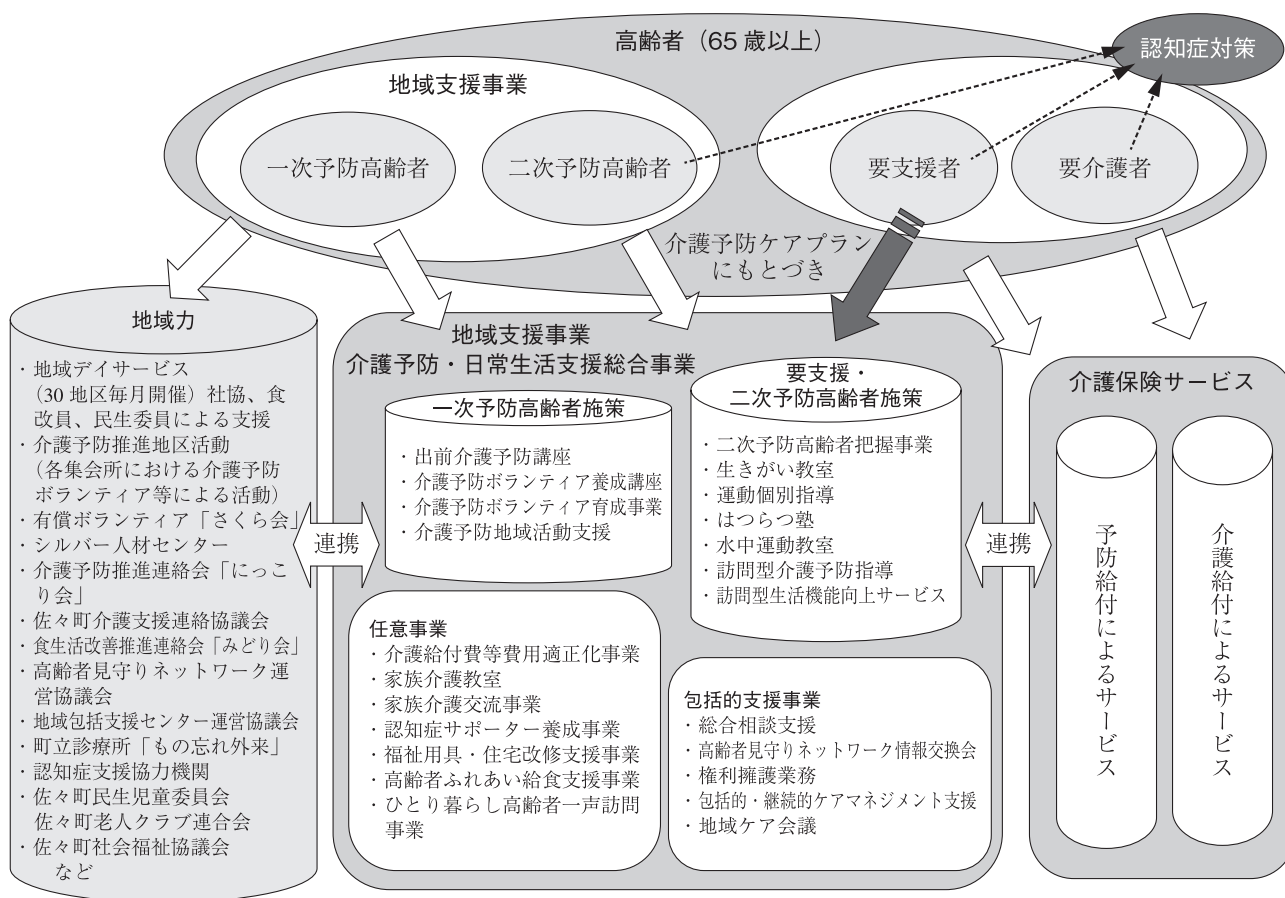 高齢者（65歳以上）
認知症対策
地域支援事業
一次予防高齢者
二次予防高齢者
要支援者
要介護者
介護予防ケアプラン
にもとづき
地域力
・地域デイサービス
（30地区毎月開催）社協、食
改員、民生委員による支援
・介護予防推進地区活動
（各集会所における介護予防
ボランティア等による活動）
・有償ボランティア「さくら会」
・シルバー人材センター
・介護予防推進連絡会「にっこ
り会」
・佐々町介護支援連絡協議会
・食生活改善推進連絡会「みどり会」
・高齢者見守りネットワーク運
営協議会
・地域包括支援センター運営協議会
・町立診療所「もの忘れ外来」
・認知症支援協力機関
・佐々町民生児童委員会
佐々町老人クラブ連合会
・佐々町社会福祉協議会
など
連携
地域支援事業
介護予防・日常生活支援総合事業
一次予防高齢者施策
・出前介護予防講座
・介護予防ボランティア養成講座
・介護予防ボランティア育成事業
・介護予防地域活動支援
要支援・
二次予防高齢者施策
・二次予防高齢者把握事業
・生きがい教室
・運動個別指導
・はつらつ塾
・水中運動教室
・訪問型介護予防指導
・訪問型生活機能向上サービス
任意事業
・介護給付費等費用適正化事業
・家族介護教室
・家族介護交流事業
・認知症サポーター養成事業
・福祉用具・住宅改修支援事業
・高齢者ふれあい給食支援事業
・ひとり暮らし高齢者一声訪問
事業
包括的支援事業
・総合相談支援
・高齢者見守りネットワーク情報交換会
・権利擁護業務
・包括的・継続的ケアマネジメント支援
・地域ケア会議
連携
介護保険サービス
予防給付によるサービス
介護給付によるサービス